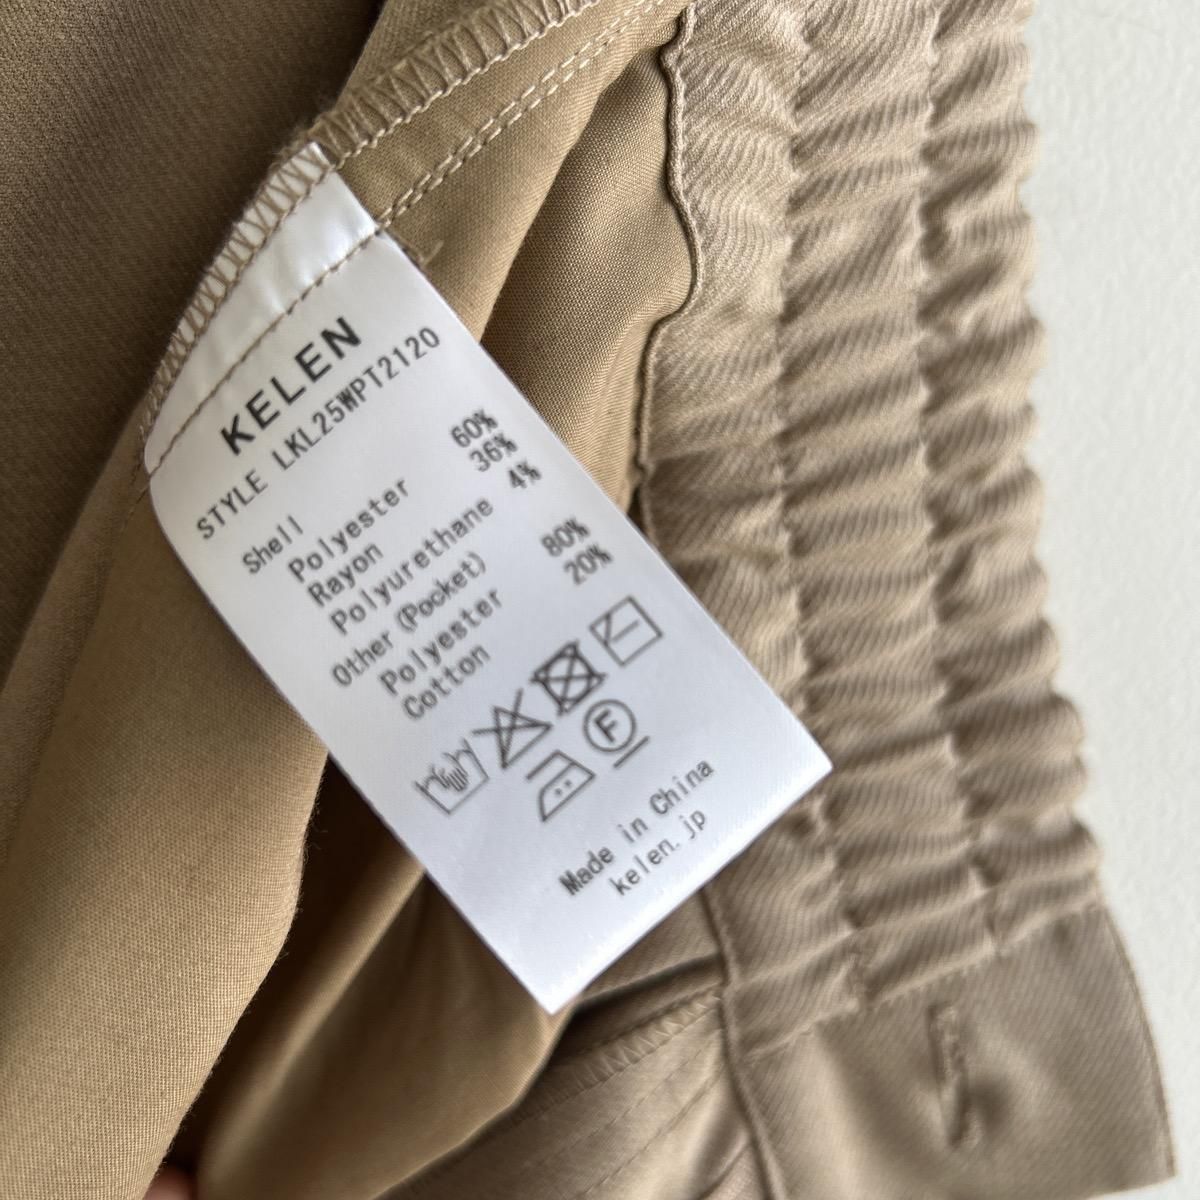 KELEN
STYLE LKL25WPT2120
Shell
Polyester 60%
Rayon 36%
Polyurethane 4%
Other (Pocket)
Polyester 80%
Cotton 20%
F
Made in China
kelen.jp